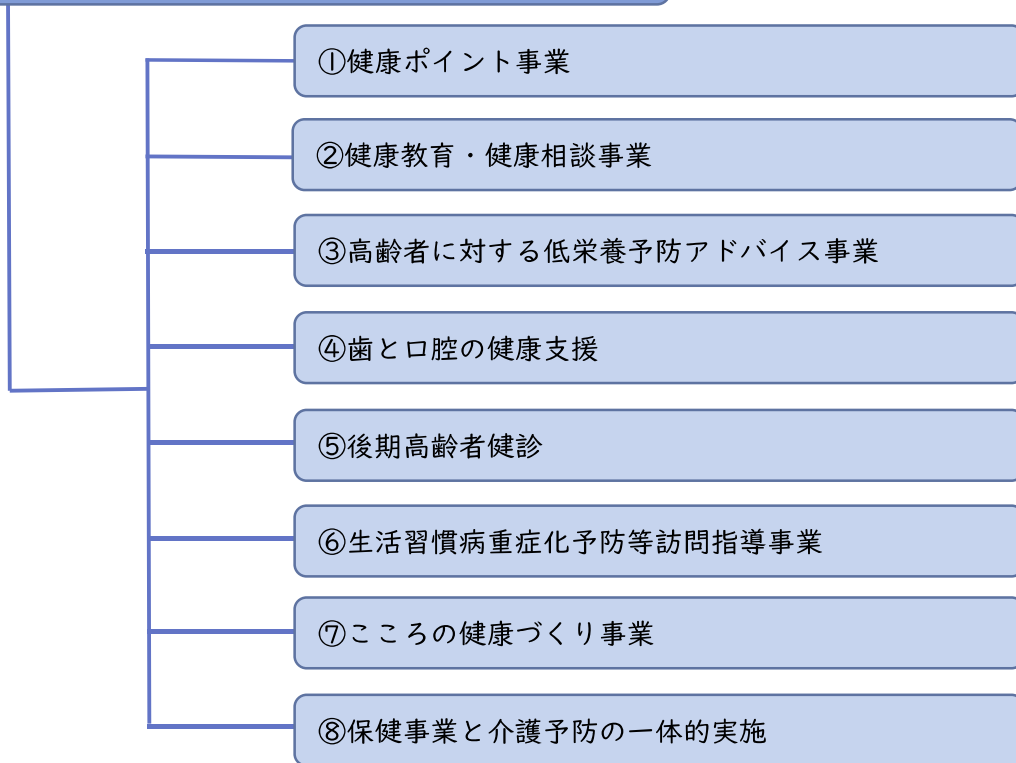 ①健康ポイント事業
②健康教育・健康相談事業
③高齢者に対する低栄養予防アドバイス事業
④歯と口腔の健康支援
⑤後期高齢者健診
⑥生活習慣病重症化予防等訪問指導事業
⑦こころの健康づくり事業
⑧保健事業と介護予防の一体的実施